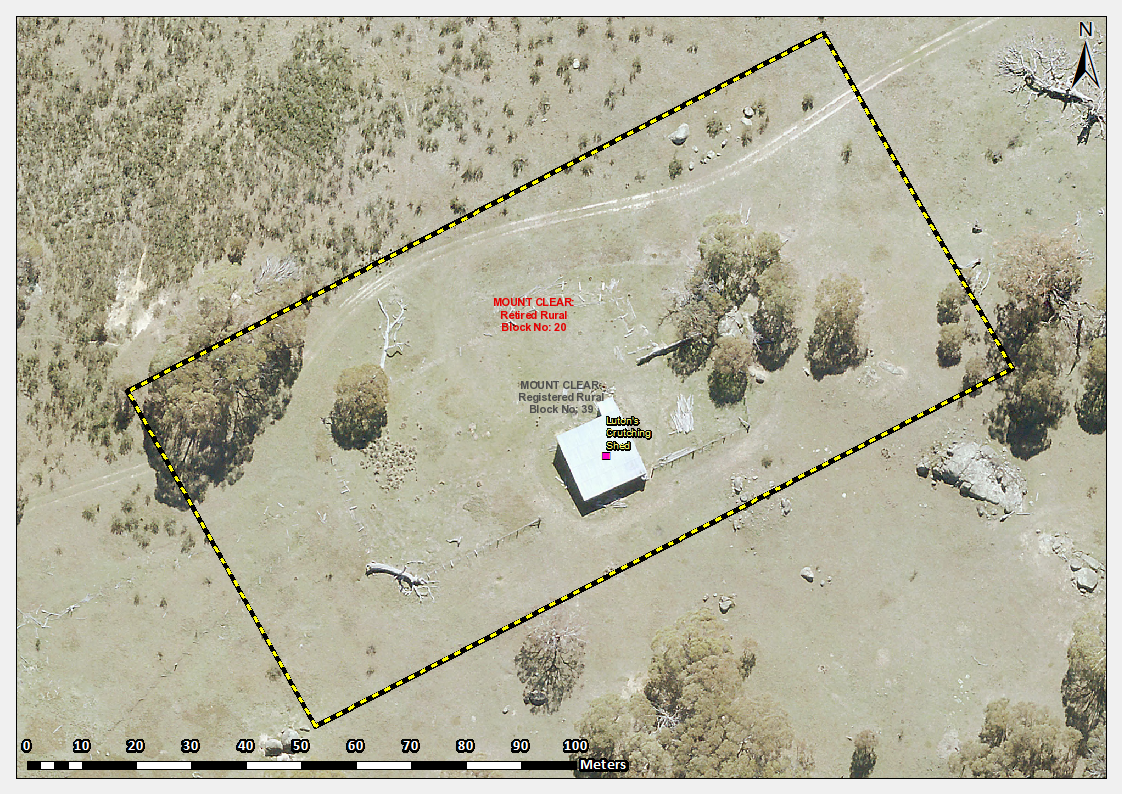 N
MOUNT CLEAR:
Retired Rural
Block No: 20
MOUNT CLEAR:
Registered Rural
Block No: 39
Luton's
Crutching
Shed
0 10 20 30 40 50 60 70 80 90 100
Meters